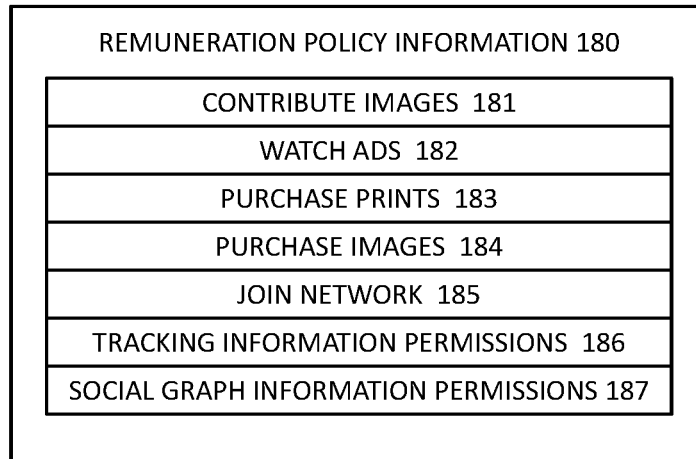 REMUNERATION POLICY INFORMATION 180
CONTRIBUTE IMAGES 181
WATCH ADS 182
PURCHASE PRINTS 183
PURCHASE IMAGES 184
JOIN NETWORK 185
TRACKING INFORMATION PERMISSIONS 186
SOCIAL GRAPH INFORMATION PERMISSIONS 187